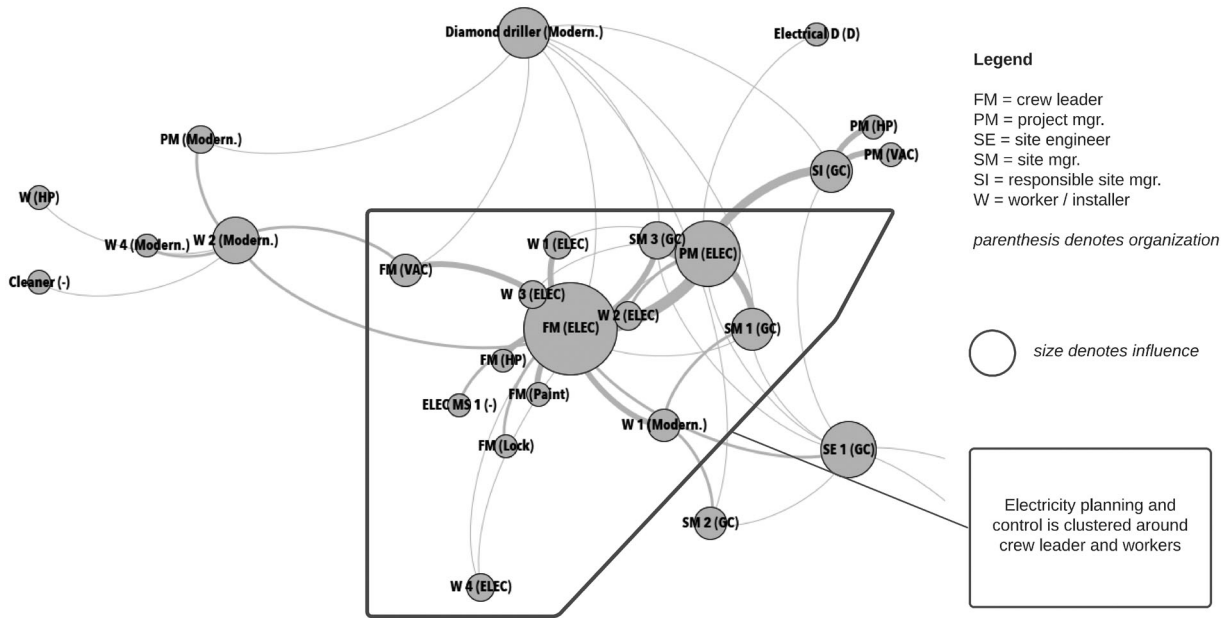 Diamond driller (Modern.)
Electrical D (D)
Legend
FM = crew leader
PM = project mgr.
SE = site engineer
SM = site mgr.
SI = responsible site mgr.
W = worker / installer
parenthesis denotes organization
PM (Modern.)
PM (HP)
PM (VAC)
SI (GC)
W (HP)
W 4 (Modern.)
W 2 (Modern.)
Cleaner (-)
W 1 (ELEC)
SM 3 (GC)
PM (ELEC)
FM (VAC)
W 3 (ELEC)
W 2 (ELEC)
FM (ELEC)
SM 1 (GC)
FM (HP)
size denotes influence
FM (Paint)
ELEC MS 1 (-)
W 1 (Modern.)
FM (Lock)
SE 1 (GC)
SM 2 (GC)
W 4 (ELEC)
Electricity planning and
control is clustered around
crew leader and workers